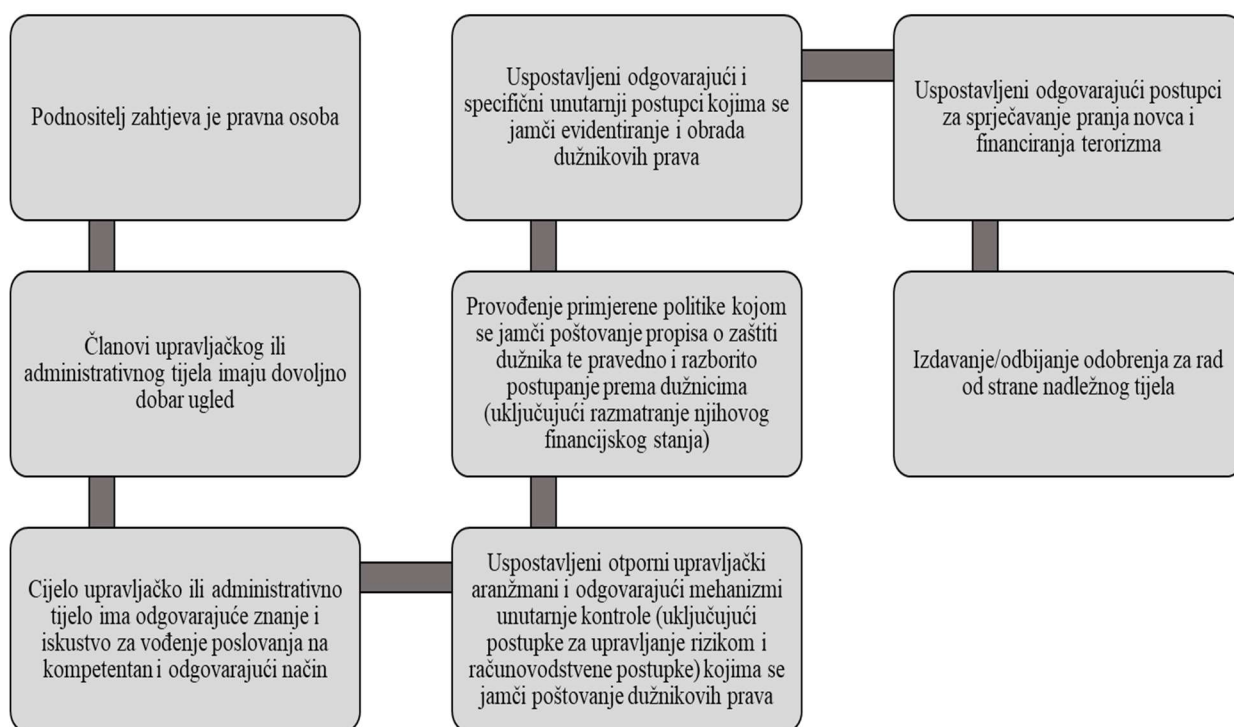 Podnositelj zahtjeva je pravna osoba
Članovi upravljačkog ili
administrativnog tijela imaju dovoljno
dobar ugled
Cijelo upravljačko ili administrativno
tijelo ima odgovarajuće znanje i
iskustvo za vođenje poslovanja na
kompetentan i odgovarajući način
Uspostavljeni otporni upravljački
aranžmani i odgovarajući mehanizmi
unutarnje kontrole (uključujući
postupke za upravljanje rizikom i
računovodstvene postupke) kojima se
jamči poštovanje dužnikovih prava
Provođenje primjerene politike kojom
se jamči poštovanje propisa o zaštiti
dužnika te pravedno i razborito
postupanje prema dužnicima
(uključujući razmatranje njihovog
financijskog stanja)
Uspostavljeni odgovarajući i
specifični unutarnji postupci kojima se
jamči evidentiranje i obrada
dužnikovih prava
Uspostavljeni odgovarajući postupci
za sprječavanje pranja novca i
financiranja terorizma
Izdavanje/odbijanje odobrenja za rad
od strane nadležnog tijela